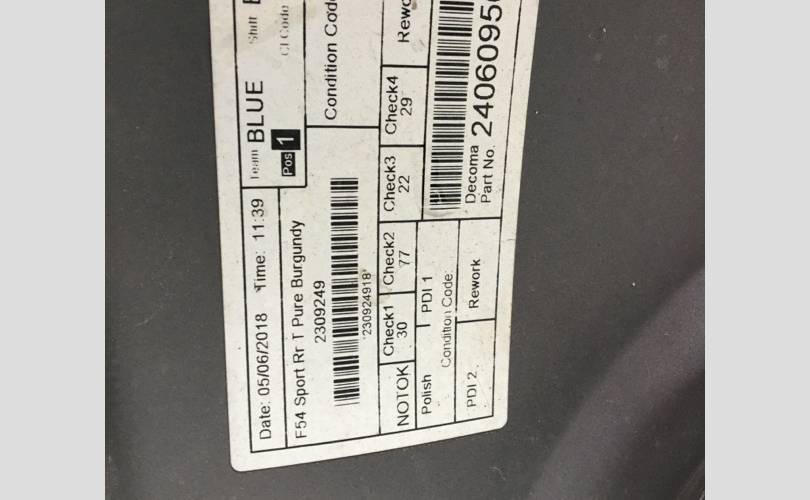 Date: 05/06/2018 Time: 11:39 Team BLUE Shift
Pos 1 CI Code
F54 Sport Rr T Pure Burgundy
2309249
*230924918*
Condition Code
NOTOK Check1 Check2 Check3 Check4
30 77 22 29
Polish PDI 1
Condition Code:
PDI 2. Rework
Decoma
Part No. 24060950